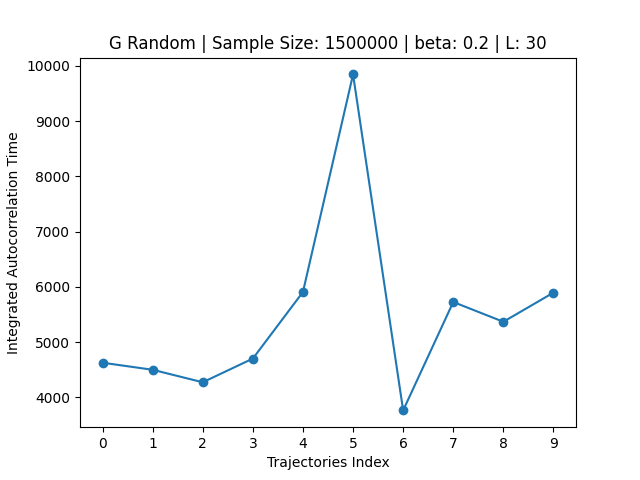 G Random | Sample Size: 1500000 | beta: 0.2 | L: 30
10000
9000
8000
7000
6000
5000
4000
Integrated Autocorrelation Time
0 1 2 3 4 5 6 7 8 9
Trajectories Index